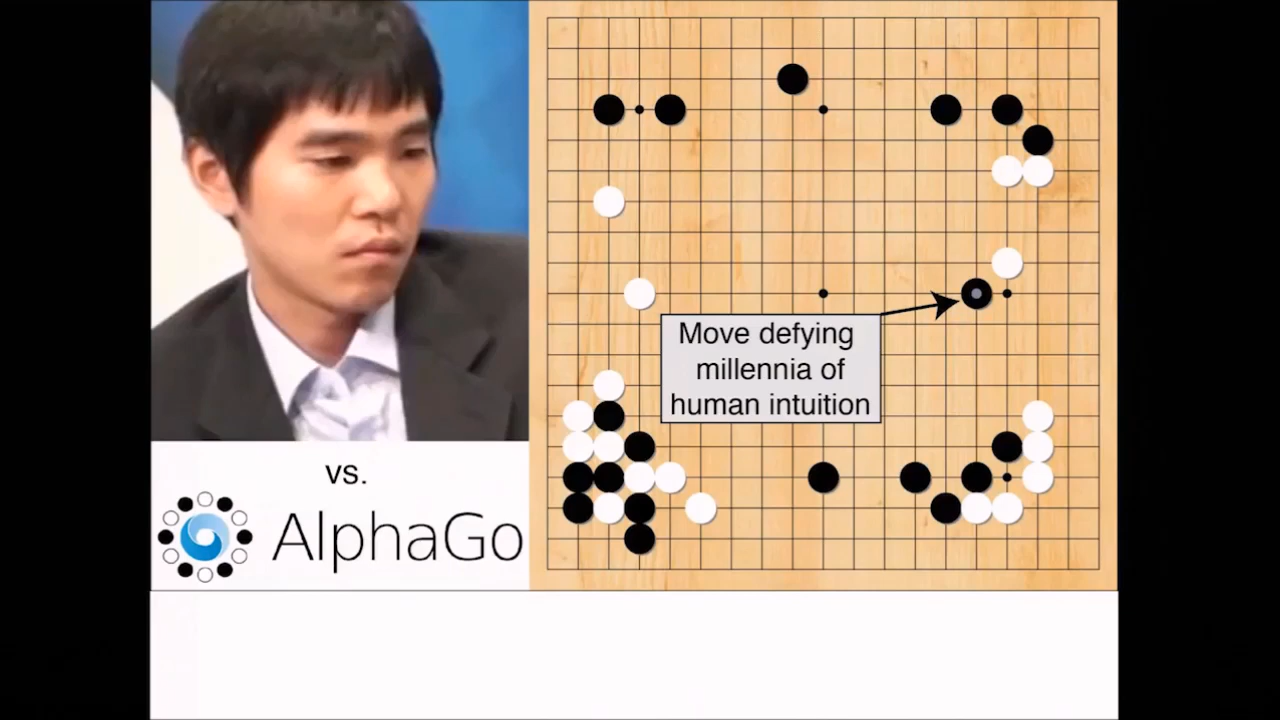 Move defying
millennia of
human intuition
vs.
AlphaGo